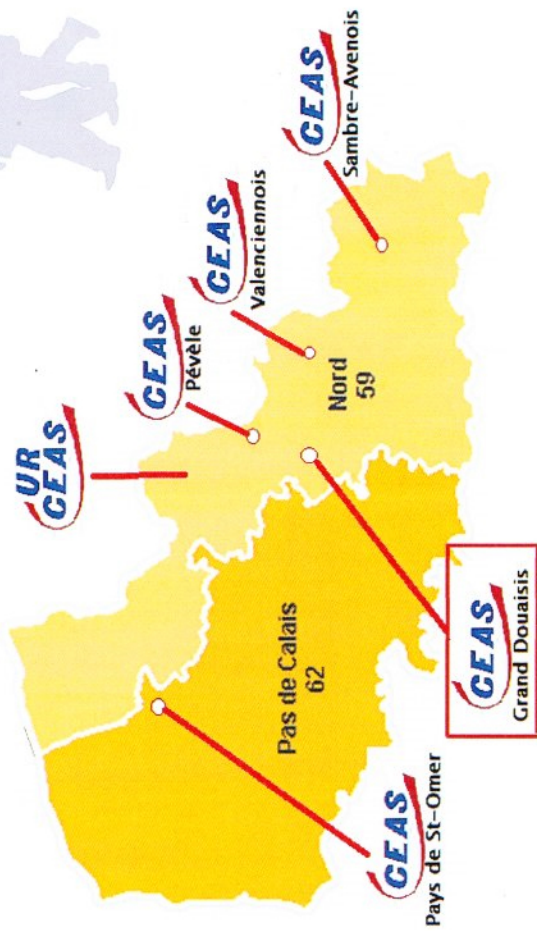 UR
CEAS
CEAS
Pévèle
CEAS
Valenciennois
CEAS
Sambre-Avenois
Nord
59
Pas de Calais
62
CEAS
Pays de St-Omer
CEAS
Grand Douaisis